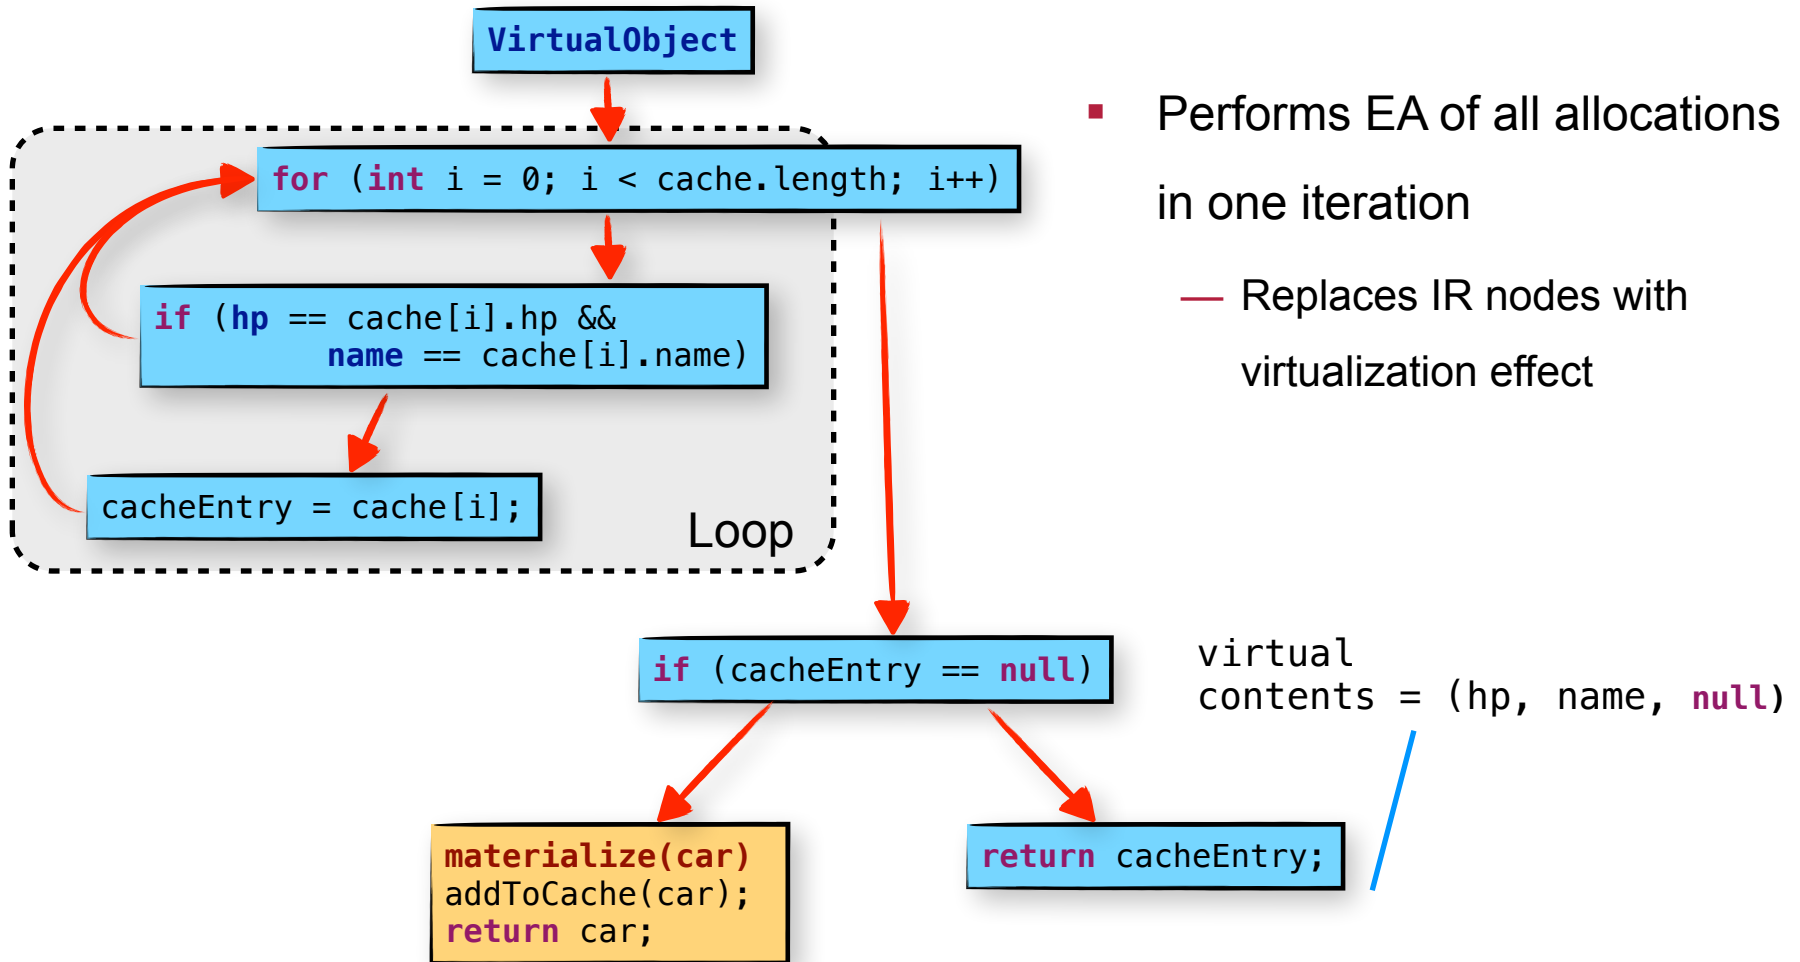 VirtualObject
for (int i = 0; i < cache.length; i++)
if (hp == cache[i].hp &&
name == cache[i].name)
cacheEntry = cache[i];
Loop
if (cacheEntry == null)
materialize(car)
addToCache(car);
return car;
return cacheEntry;
virtual
contents = (hp, name, null)
▪ Performs EA of all allocations
in one iteration
— Replaces IR nodes with
virtualization effect